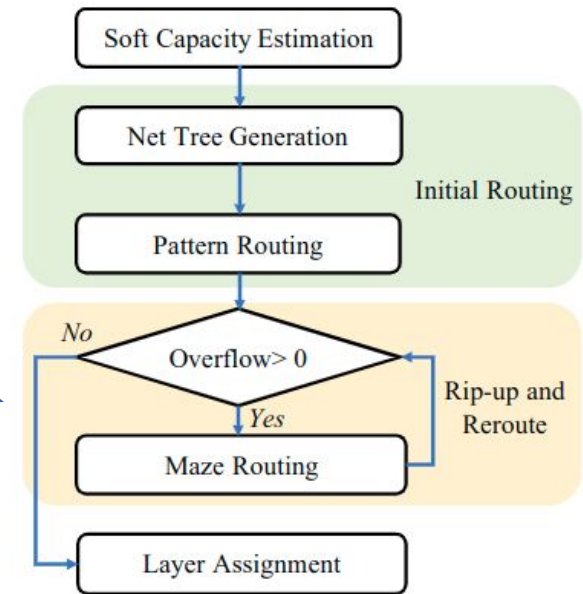 Soft Capacity Estimation
Net Tree Generation
Initial Routing
Pattern Routing
No
Overflow> 0
Yes
Rip-up and
Reroute
Maze Routing
Layer Assignment